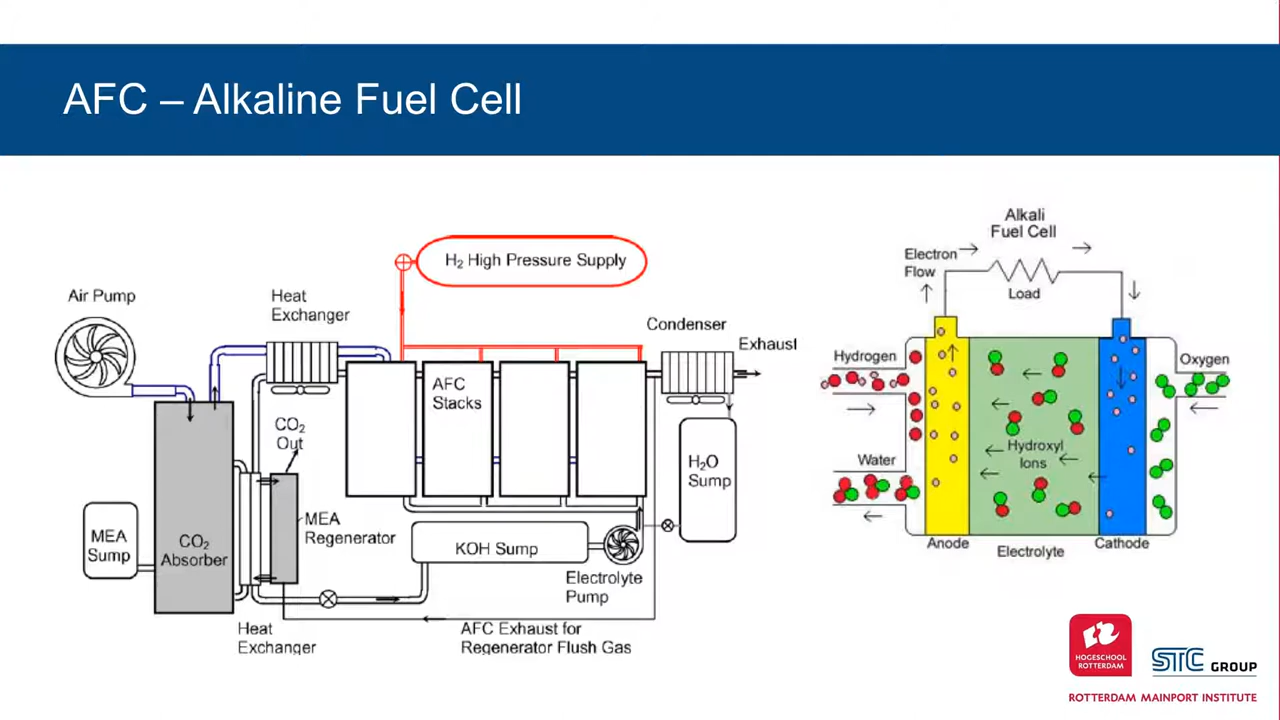 AFC – Alkaline Fuel Cell
H₂ High Pressure Supply
Air Pump
Heat
Exchanger
Condenser
Exhaust
AFC
Stacks
CO₂
Out
H₂O
Sump
MEA
Regenerator
MEA
Sump
CO₂
Absorber
KOH Sump
Electrolyte
Pump
Heat
Exchanger
AFC Exhaust for
Regenerator Flush Gas
Alkali
Fuel Cell
Electron
Flow
Load
Hydrogen
Oxygen
Hydroxyl
Ions
Water
Anode
Electrolyte
Cathode
HOGESCHOOL
ROTTERDAM
STC GROUP
ROTTERDAM MAINPORT INSTITUTE